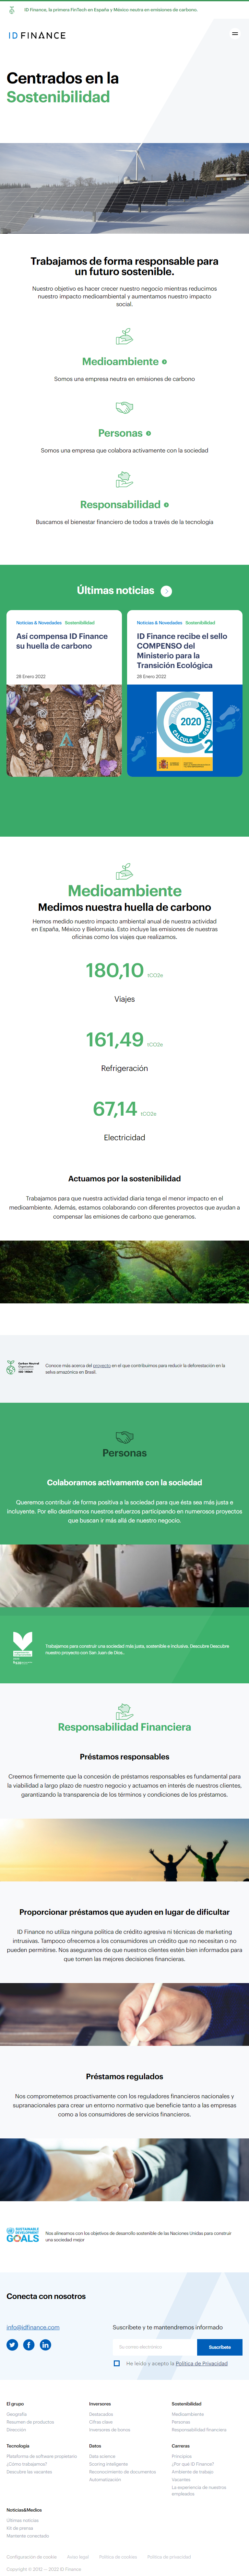 ID Finance, la primera FinTech en España y México neutra en emisiones de carbono.
ID FINANCE
Centrados en la
Sostenibilidad
Trabajamos de forma responsable para
un futuro sostenible.
Nuestro objetivo es hacer crecer nuestro negocio mientras reducimos
nuestro impacto medioambiental y aumentamos nuestro impacto
social.
Medioambiente
Somos una empresa neutra en emisiones de carbono
Personas
Somos una empresa que colabora activamente con la sociedad
Responsabilidad
Buscamos el bienestar financiero de todos a través de la tecnología
Últimas noticias
Noticias & Novedades Sostenibilidad
Así compensa ID Finance
su huella de carbono
28 Enero 2022
Noticias & Novedades Sostenibilidad
ID Finance recibe el sello
COMPENSO del
Ministerio para la
Transición Ecológica
28 Enero 2022
2020
Medioambiente
Medimos nuestra huella de carbono
Hemos medido nuestro impacto ambiental anual de nuestra actividad
en España, México y Bielorrusia. Esto incluye las emisiones de nuestras
oficinas como los viajes que realizamos.
180,10 tCO2e
Viajes
161,49 tCO2e
Refrigeración
67,14 tCO2e
Electricidad
Actuamos por la sostenibilidad
Trabajamos para que nuestra actividad diaria tenga el menor impacto en el
medioambiente. Además, estamos colaborando con diferentes proyectos que ayudan a
compensar las emisiones de carbono que generamos.
Carbon Neutral
Organization
Conoce más acerca del proyecto en el que contribuimos para reducir la deforestación en la
selva amazónica en Brasil.
Personas
Colaboramos activamente con la sociedad
Queremos contribuir de forma positiva a la sociedad para que ésta sea más justa e
incluyente. Por ello destinamos nuestros esfuerzos participando en numerosos proyectos
que buscan ir más allá de nuestro negocio.
Trabajamos para construir una sociedad más justa, sostenible e inclusiva. Descubre Descubre
nuestro proyecto con San Juan de Dios..
Responsabilidad Financiera
Préstamos responsables
Creemos firmemente que la concesión de préstamos responsables es fundamental para
la viabilidad a largo plazo de nuestro negocio y actuamos en interés de nuestros clientes,
garantizando la transparencia de los términos y condiciones de los préstamos.
Proporcionar préstamos que ayuden en lugar de dificultar
ID Finance no utiliza ninguna política de crédito agresiva ni técnicas de marketing
intrusivas. Tampoco ofrecemos a los consumidores un crédito que no necesitan o no
pueden permitirse. Nos aseguramos de que nuestros clientes estén bien informados para
que tomen las mejores decisiones financieras.
Préstamos regulados
Nos comprometemos proactivamente con los reguladores financieros nacionales y
supranacionales para crear un entorno normativo que beneficie tanto a las empresas
como a los consumidores de servicios financieros.
SUSTAINABLE
DEVELOPMENT
GOALS
Nos alineamos con los objetivos de desarrollo sostenible de las Naciones Unidas para construir
una sociedad mejor
Conecta con nosotros
info@idfinance.com
Suscríbete y te mantendremos informado
Su correo electrónico
Suscríbete
He leído y acepto la Política de Privacidad
El grupo
Geografía
Resumen de productos
Dirección
Inversores
Destacados
Cifras clave
Inversores de bonos
Sostenibilidad
Medioambiente
Personas
Responsabilidad financiera
Tecnología
Plataforma de software propietario
¿Cómo trabajamos?
Descubre las vacantes
Datos
Data science
Scoring inteligente
Reconocimiento de documentos
Automatización
Carreras
Principios
¿Por qué ID Finance?
Ambiente de trabajo
Vacantes
La experiencia de nuestros
empleados
Noticias&Medios
Últimas noticias
Kit de prensa
Mantente conectado
Configuración de cookie Aviso legal Política de cookies Política de privacidad
Copyright © 2012 — 2022 ID Finance